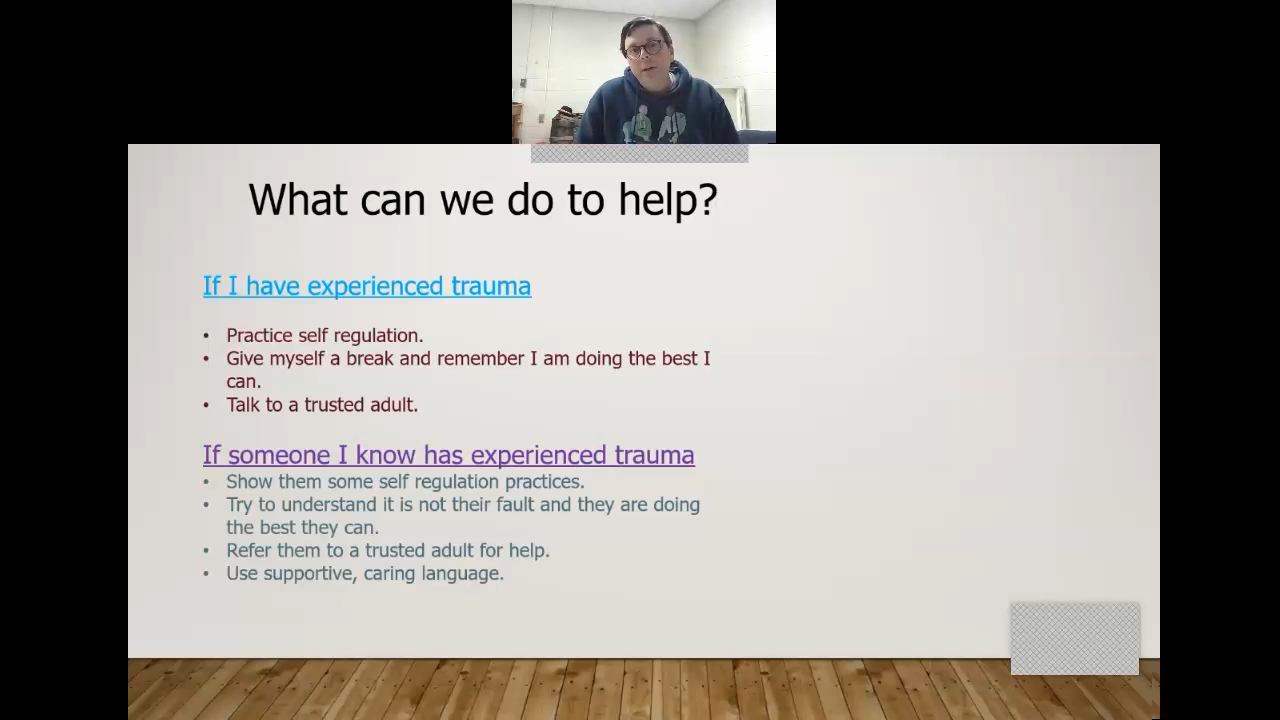 What can we do to help?
If I have experienced trauma
• Practice self regulation.
• Give myself a break and remember I am doing the best I
can.
• Talk to a trusted adult.
If someone I know has experienced trauma
• Show them some self regulation practices.
• Try to understand it is not their fault and they are doing
the best they can.
• Refer them to a trusted adult for help.
• Use supportive, caring language.